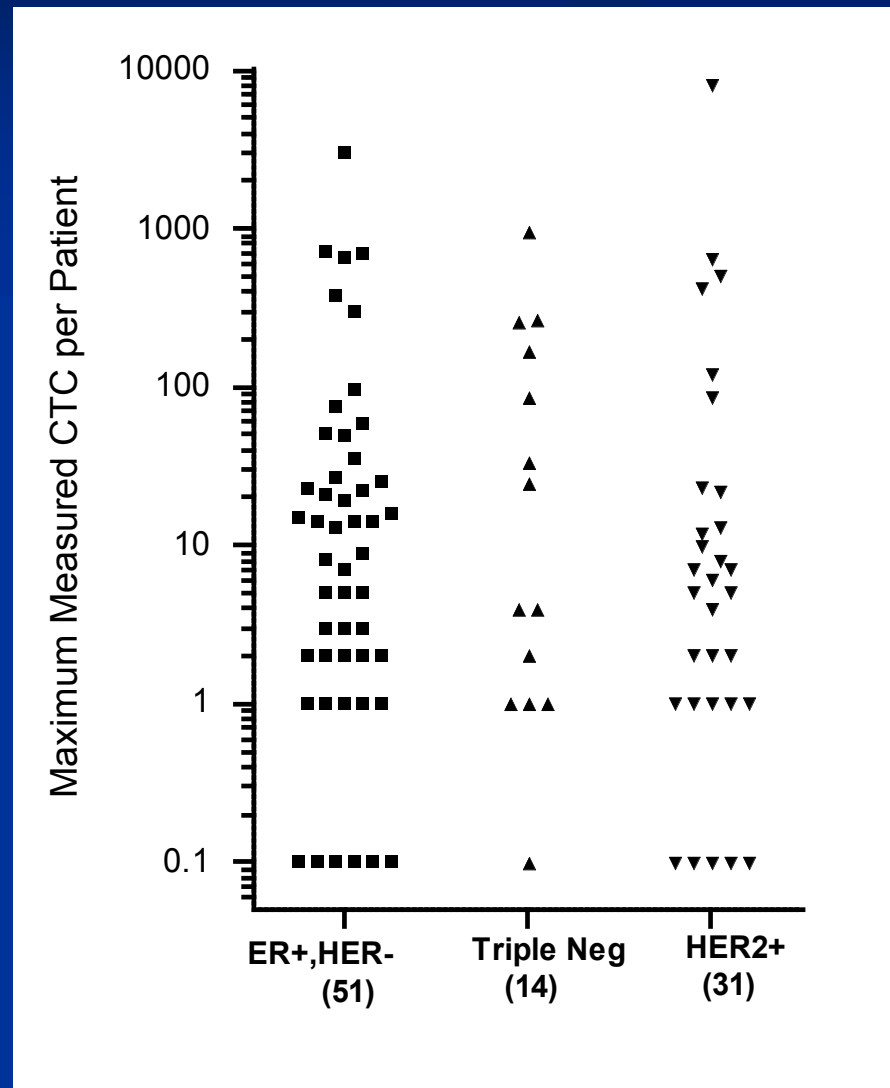 Maximum Measured CTC per Patient
10000
1000
100
10
1
0.1
ER+,HER-
(51)
Triple Neg
(14)
HER2+
(31)